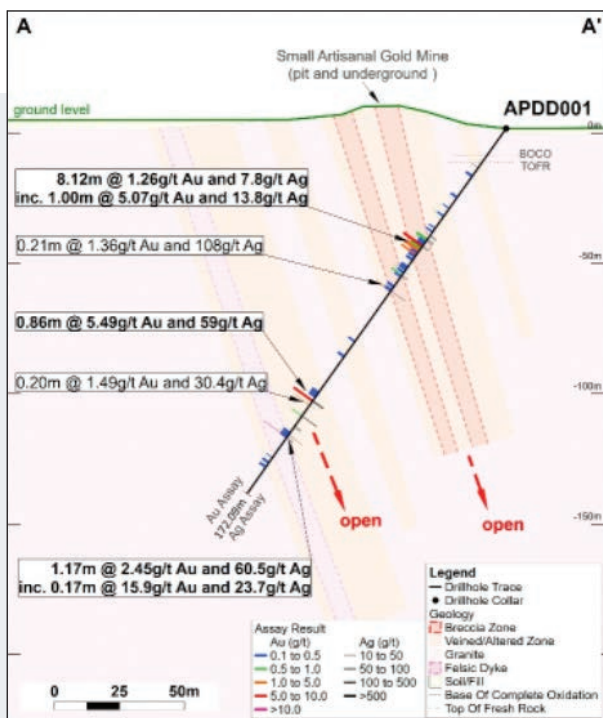 A
A'
Small Artisanal Gold Mine
(pit and underground )
ground level
APDD001
0m
BOCO
TOFR
8.12m @ 1.26g/t Au and 7.8g/t Ag
inc. 1.00m @ 5.07g/t Au and 13.8g/t Ag
0.21m @ 1.36g/t Au and 108g/t Ag
-50m
0.86m @ 5.49g/t Au and 59g/t Ag
-100m
0.20m @ 1.49g/t Au and 30.4g/t Ag
Au Assay
172.09m
Ag Assay
open
open
-150m
1.17m @ 2.45g/t Au and 60.5g/t Ag
inc. 0.17m @ 15.9g/t Au and 23.7g/t Ag
Legend
Drillhole Trace
Drillhole Collar
Geology
Breccia Zone
Veined/Altered Zone
Granite
Felsic Dyke
Soil/Fill
Base Of Complete Oxidation
Top Of Fresh Rock
Assay Result
Au (g/t)
0.1 to 0.5
0.5 to 1.0
1.0 to 5.0
5.0 to 10.0
>10.0
Ag (g/t)
10 to 50
50 to 100
100 to 500
>500
0
25
50m